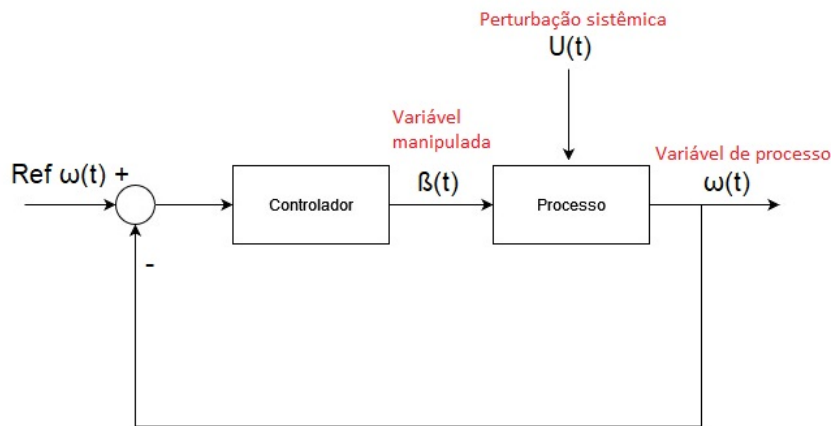 Perturbação sistêmica
U(t)
Variável
manipulada
Variável de processo
Ref ω(t) +
ß(t)
ω(t)
Controlador
Processo
-